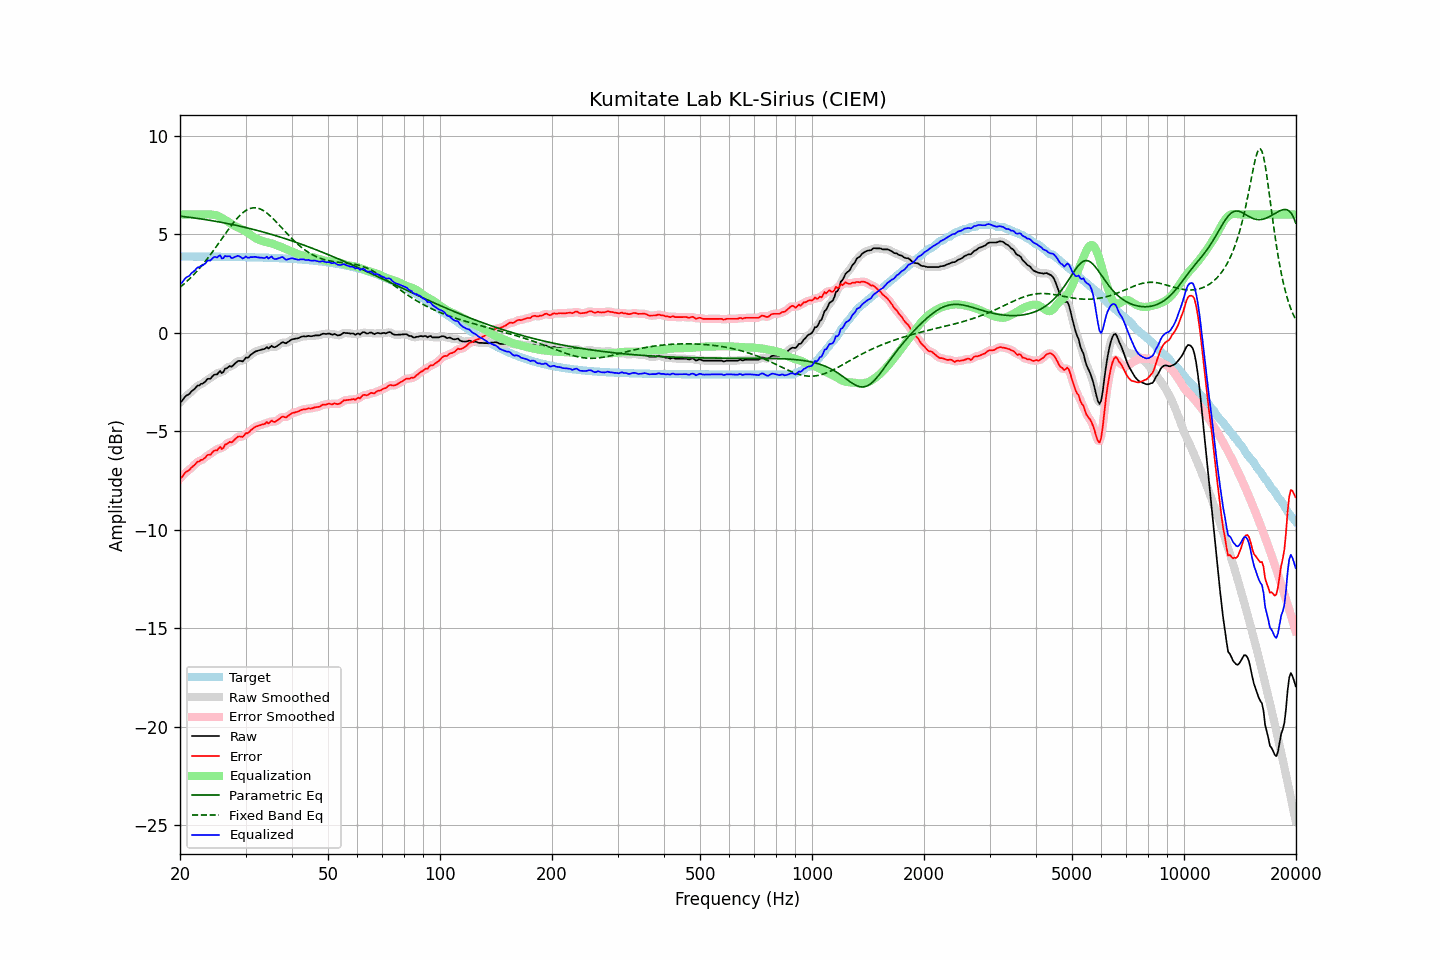 Kumitate Lab KL-Sirius (CIEM)
Amplitude (dBr)
10
5
0
−5
−10
−15
−20
−25
Target
Raw Smoothed
Error Smoothed
Raw
Error
Equalization
Parametric Eq
Fixed Band Eq
Equalized
20 50 100 200 500 1000 2000 5000 10000 20000
Frequency (Hz)